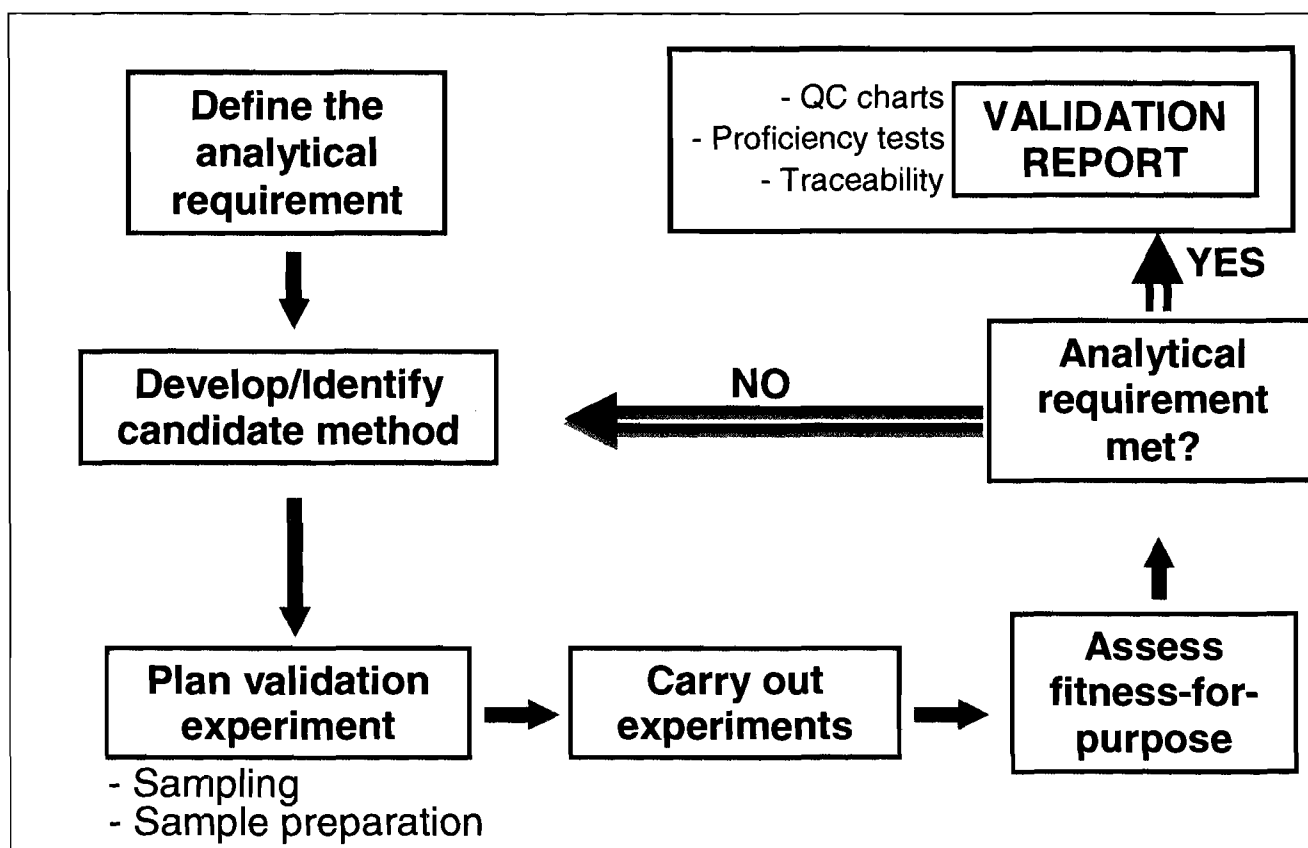 Define the
analytical
requirement
- QC charts
- Proficiency tests
- Traceability
VALIDATION
REPORT
YES
Develop/Identify
candidate method
NO
Analytical
requirement
met?
Plan validation
experiment
- Sampling
- Sample preparation
Carry out
experiments
Assess
fitness-for-
purpose